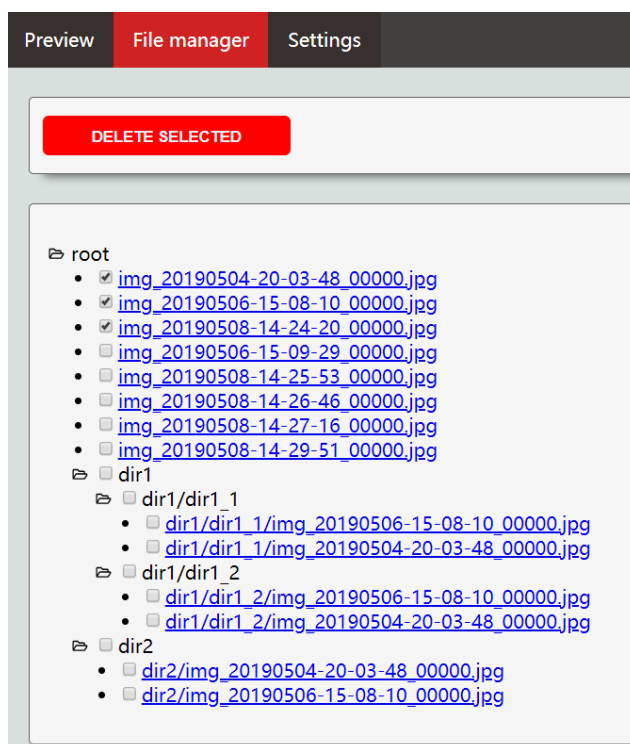 Preview File manager Settings
DELETE SELECTED
root
img_20190504-20-03-48_00000.jpg
img_20190506-15-08-10_00000.jpg
img_20190508-14-24-20_00000.jpg
img_20190506-15-09-29_00000.jpg
img_20190508-14-25-53_00000.jpg
img_20190508-14-26-46_00000.jpg
img_20190508-14-27-16_00000.jpg
img_20190508-14-29-51_00000.jpg
dir1
dir1/dir1_1
dir1/dir1_1/img_20190506-15-08-10_00000.jpg
dir1/dir1_1/img_20190504-20-03-48_00000.jpg
dir1/dir1_2
dir1/dir1_2/img_20190506-15-08-10_00000.jpg
dir1/dir1_2/img_20190504-20-03-48_00000.jpg
dir2
dir2/img_20190504-20-03-48_00000.jpg
dir2/img_20190506-15-08-10_00000.jpg